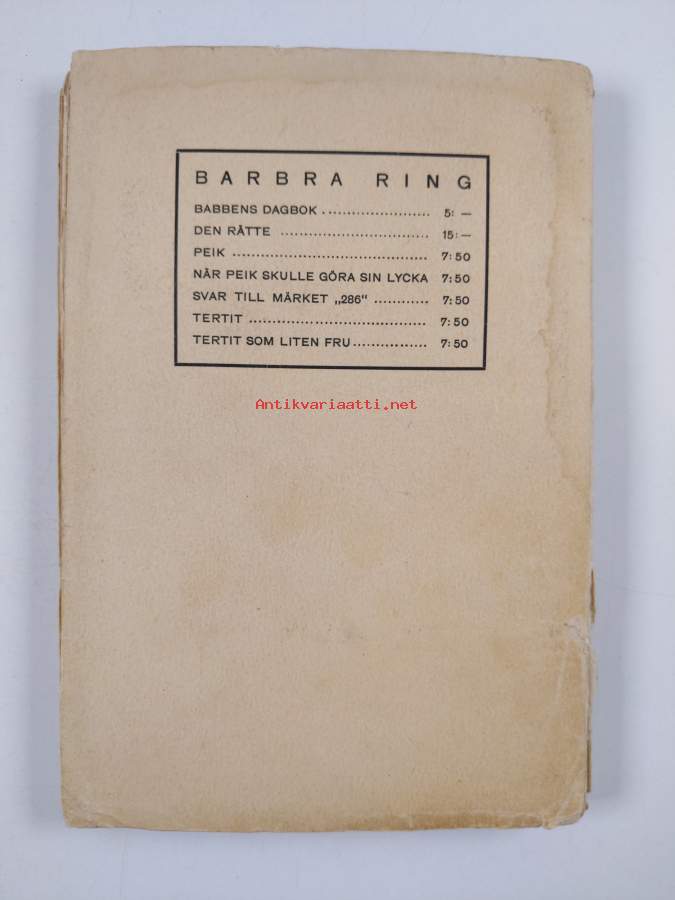 BARBRA RING
BABBENS DAGBOK ....................... 5: —
DEN RÄTTE ............................... 15: —
PEIK .......................................... 7: 50
NÄR PEIK SKULLE GÖRA SIN LYCKA 7: 50
SVAR TILL MÄRKET „286“ ............ 7: 50
TERTIT ...................................... 7: 50
TERTIT SOM LITEN FRU................ 7: 50
Antikvariaatti.net